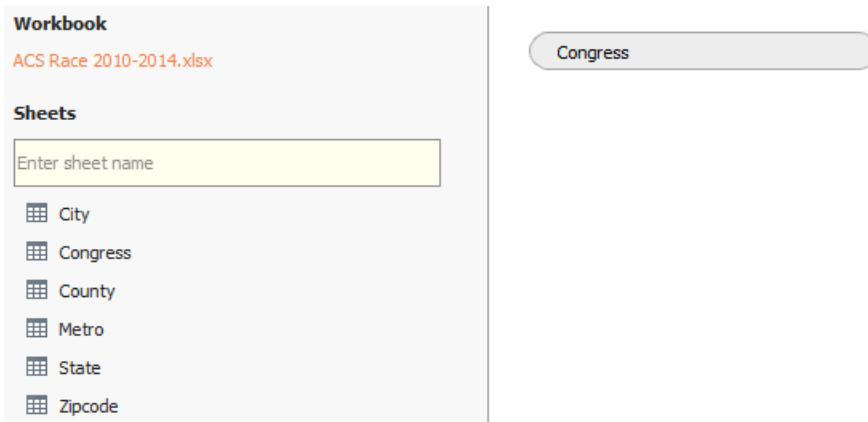 Workbook
ACS Race 2010-2014.xlsx
Sheets
Enter sheet name
City
Congress
County
Metro
State
Zipcode
Congress